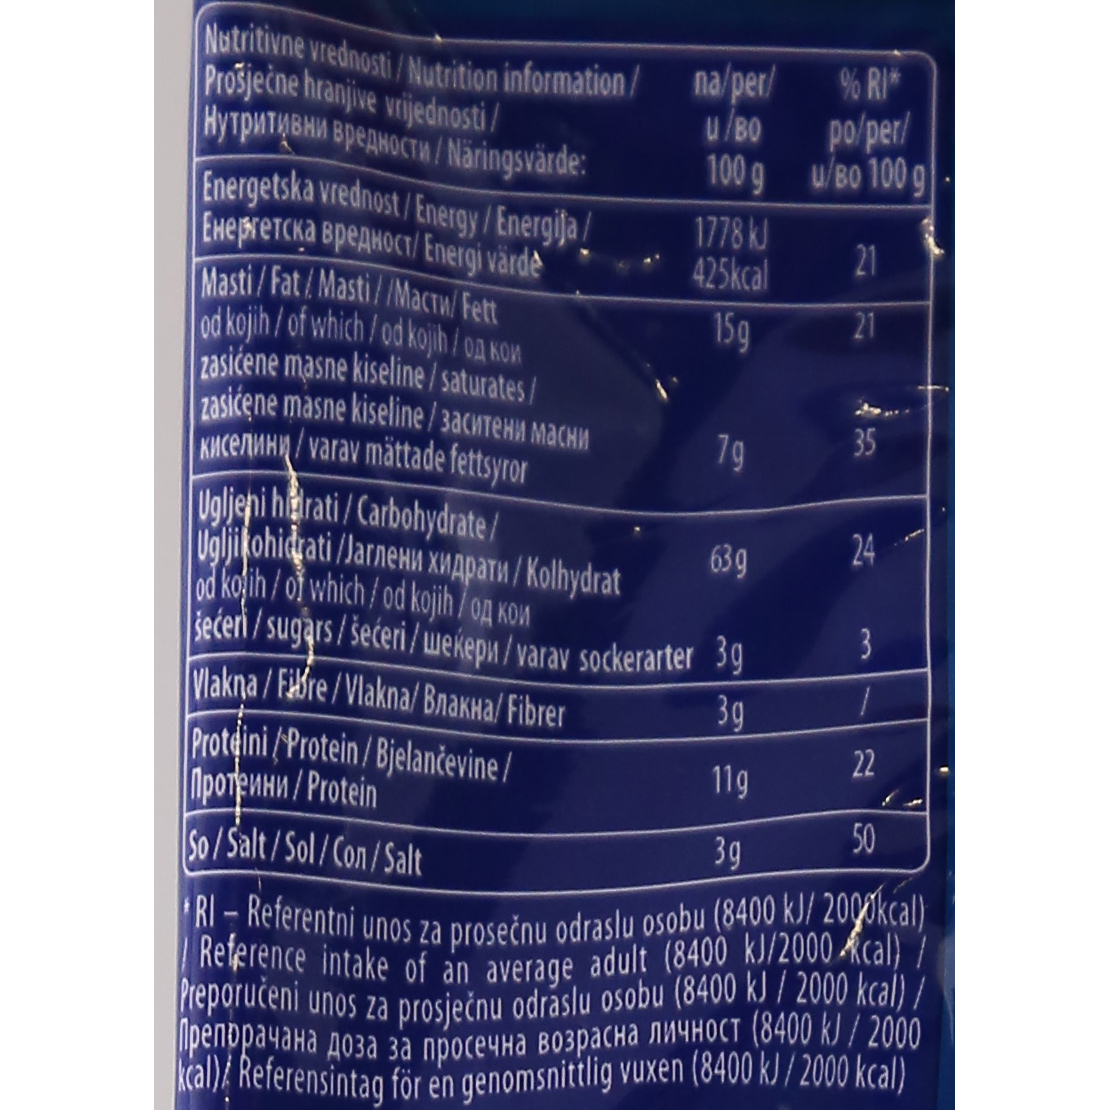 Nutritivne vrednosti / Nutrition information / na/per/ % RI*
Prosječne hranjive vrijednosti / u /во po/per/
Нутритивни вредности / Näringsvärde: 100 g u/во 100 g
Energetska vrednost / Energy / Energija / 1778 kJ
Енергетска вредност/ Energi värde 425kcal 21
Masti / Fat / Masti / /Масти/ Fett 15g 21
od kojih / of which / od kojih / од кои
zasićene masne kiseline / saturates /
zasićene masne kiseline / заситени масни
киселини / varav mättade fettsyror 7g 35
Ugljeni hidrati / Carbohydrate /
Ugljikohidrati /Јаглени хидрати / Kolhydrat 63g 24
od kojih / of which / od kojih / од кои
šećeri / sugars / šećeri / шеќери / varav sockerarter 3g 3
Vlakna / Fibre / Vlakna/ Влакна/ Fibrer 3g /
Proteini / Protein / Bjelančevine /
Протеини / Protein 11g 22
So / Salt / Sol / Сол / Salt 3g 50
* RI – Referentni unos za prosečnu odraslu osobu (8400 kJ/ 2000kcal)
/ Reference intake of an average adult (8400 kJ/2000 kcal) /
Preporučeni unos za prosječnu odraslu osobu (8400 kJ / 2000 kcal) /
Препорачана доза за просечна возрасна личност (8400 kJ / 2000
kcal)/ Referensintag för en genomsnittlig vuxen (8400 kJ / 2000 kcal)